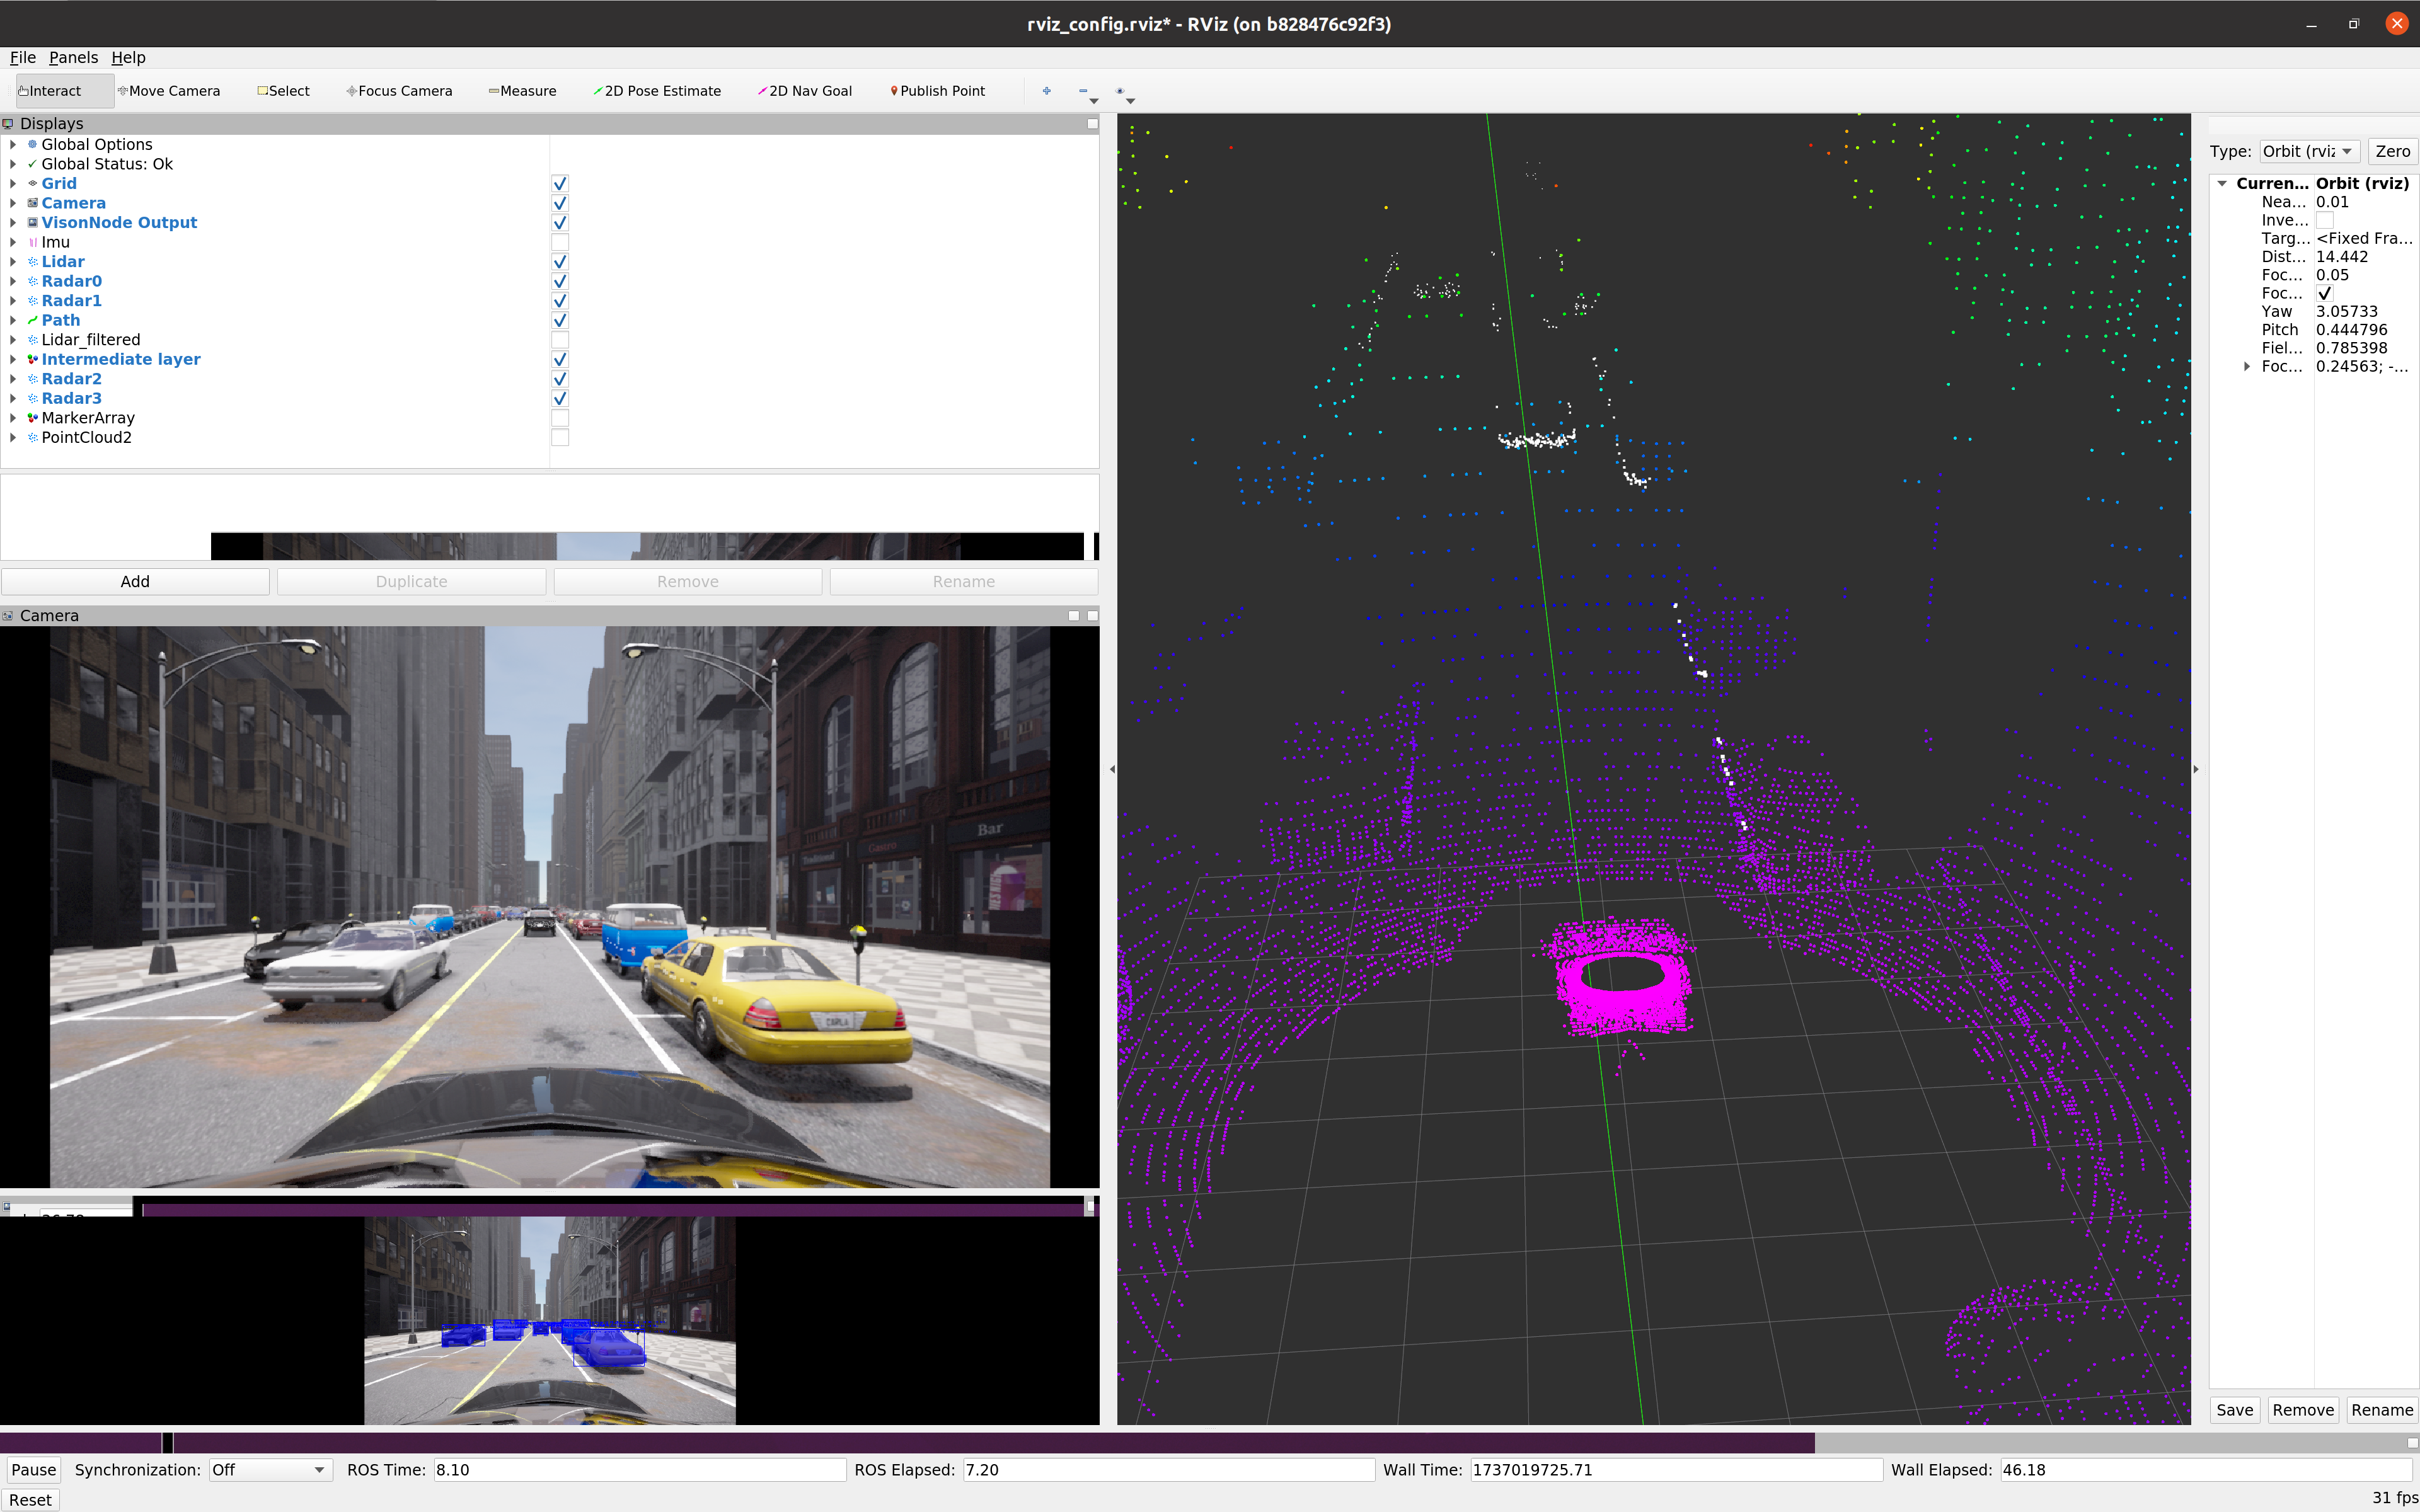 rviz_config.rviz* - RViz (on b828476c92f3)
File Panels Help
Interact Move Camera Select Focus Camera Measure 2D Pose Estimate 2D Nav Goal Publish Point
Displays
Global Options
Global Status: Ok
Grid
Camera
VisonNode Output
Imu
Lidar
Radar0
Radar1
Path
Lidar_filtered
Intermediate layer
Radar2
Radar3
MarkerArray
PointCloud2
Add Duplicate Remove Rename
Camera
Bar
Gastro
Traditional
CARLA
Type: Orbit (rviz Zero
Curren... Orbit (rviz)
Nea... 0.01
Inve...
Targ... <Fixed Fra...
Dist... 14.442
Foc... 0.05
Foc...
Yaw 3.05733
Pitch 0.444796
Fiel... 0.785398
Foc... 0.24563; -...
Save Remove Rename
Pause Synchronization: Off ROS Time: 8.10 ROS Elapsed: 7.20 Wall Time: 1737019725.71 Wall Elapsed: 46.18
Reset
31 fps